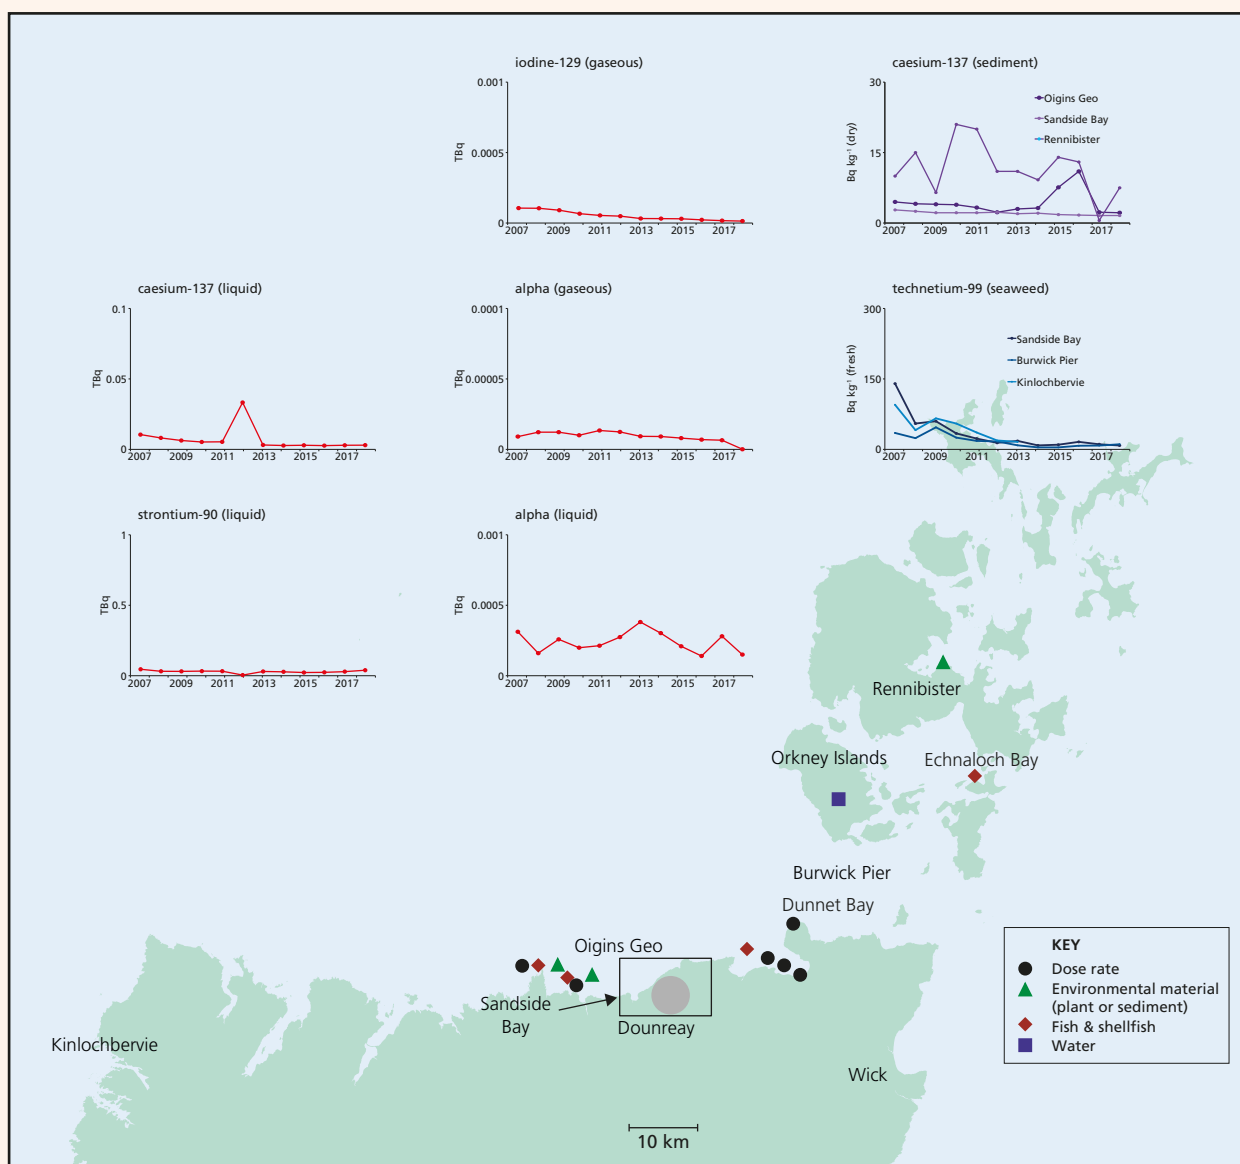 iodine-129 (gaseous)
0.001
0.0005
0
TBq
2007 2009 2011 2013 2015 2017
caesium-137 (sediment)
30
15
0
Bq kg⁻¹ (dry)
Oigins Geo
Sandside Bay
Rennibister
2007 2009 2011 2013 2015 2017
caesium-137 (liquid)
0.1
0.05
0
TBq
2007 2009 2011 2013 2015 2017
alpha (gaseous)
0.0001
0.00005
0
TBq
2007 2009 2011 2013 2015 2017
technetium-99 (seaweed)
300
150
0
Bq kg⁻¹ (fresh)
Sandside Bay
Burwick Pier
Kinlochbervie
2007 2009 2011 2013 2015 2017
strontium-90 (liquid)
1
0.5
0
TBq
2007 2009 2011 2013 2015 2017
alpha (liquid)
0.001
0.0005
0
TBq
2007 2009 2011 2013 2015 2017
Rennibister
Orkney Islands
Echnaloch Bay
Burwick Pier
Dunnet Bay
Oigins Geo
Sandside
Bay
Dounreay
Kinlochbervie
Wick
10 km
KEY
Dose rate
Environmental material
(plant or sediment)
Fish & shellfish
Water